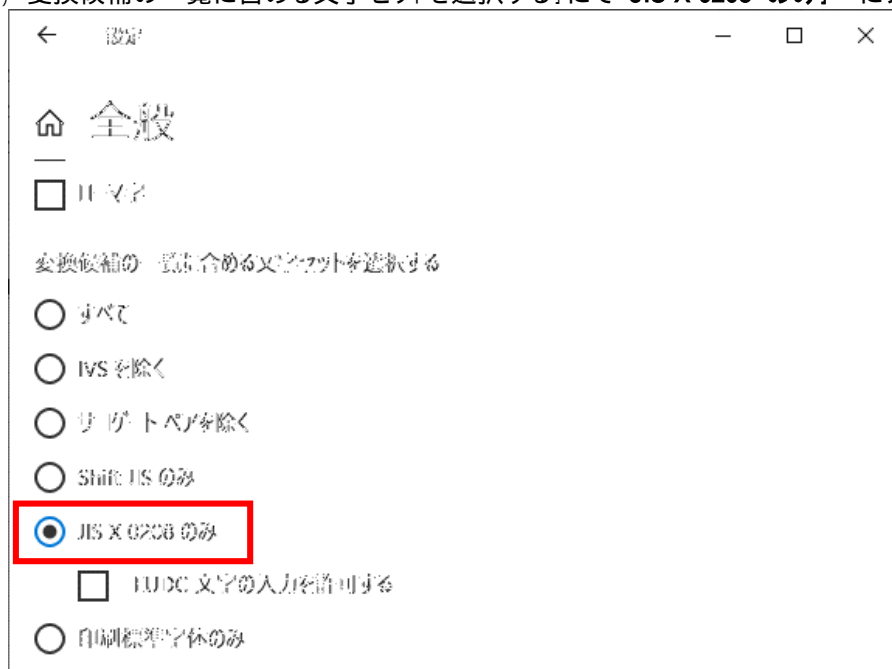 変換候補の一覧に含める文字セットを選択する」にて JIS X 0208 のみ
設定
全般
ローマ字
変換候補の一覧に含める文字セットを選択する
すべて
IVS を除く
サロゲート ペアを除く
Shift JIS のみ
JIS X 0208 のみ
EUDC 文字の入力を許可する
印刷標準字体のみ